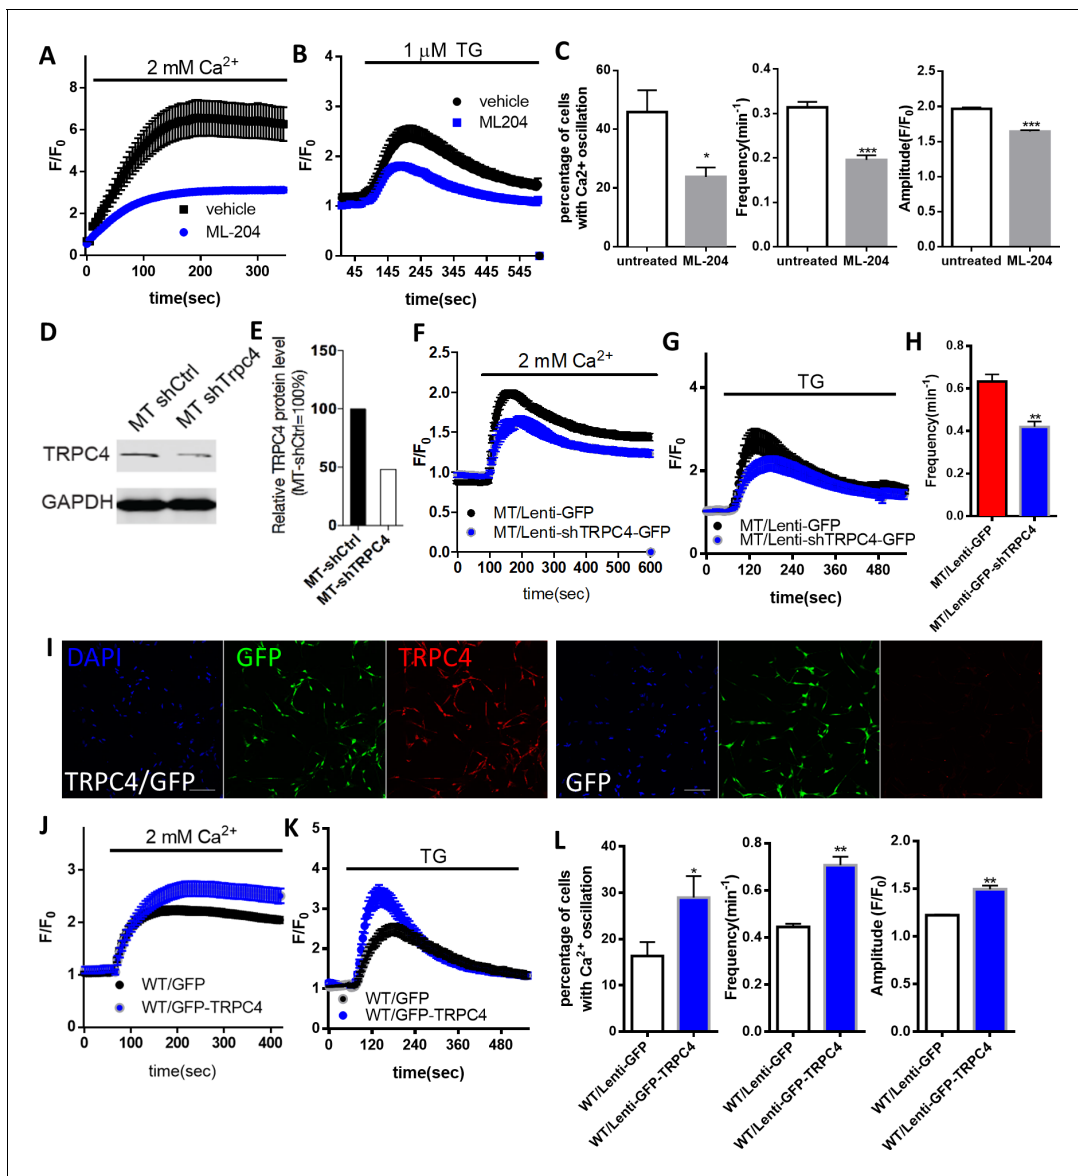 A
2 mM Ca²⁺
8
6
4
2
0
F/F₀
vehicle
ML-204
0 100 200 300
time(sec)
B
1 µM TG
4
3
2
1
0
F/F₀
vehicle
ML204
45 145 245 345 445 545
time(sec)
C
60
40
20
0
percentage of cells
with Ca2+ oscillation
*
untreated ML-204
0.4
0.3
0.2
0.1
0.0
Frequency(min⁻¹)
***
untreated ML-204
2.5
2.0
1.5
1.0
0.5
0.0
Amplitude(F/F₀)
***
untreated ML-204
D
MT shCtrl
MT shTrpc4
TRPC4
GAPDH
E
150
100
50
0
Relative TRPC4 protein level
(MT-shCtrl=100%)
MT-shCtrl
MT-shTRPC4
F
2 mM Ca²⁺
2.5
2.0
1.5
1.0
0.5
0.0
F/F₀
MT/Lenti-GFP
MT/Lenti-shTRPC4-GFP
0 100 200 300 400 500 600
time(sec)
G
TG
4
2
0
F/F₀
MT/Lenti-GFP
MT/Lenti-shTRPC4-GFP
0 120 240 360 480
time(sec)
H
0.8
0.6
0.4
0.2
0.0
Frequency(min⁻¹)
**
MT/Lenti-GFP
MT/Lenti-GFP-shTRPC4
I
DAPI
GFP
TRPC4
TRPC4/GFP
GFP
J
2 mM Ca²⁺
4
3
2
1
0
F/F₀
WT/GFP
WT/GFP-TRPC4
0 100 200 300 400
time(sec)
K
TG
5
4
3
2
1
0
F/F₀
WT/GFP
WT/GFP-TRPC4
0 120 240 360 480
time(sec)
L
40
30
20
10
0
percentage of cells
with Ca²⁺ oscillation
*
WT/Lenti-GFP
WT/Lenti-GFP-TRPC4
0.8
0.6
0.4
0.2
0.0
Frequency(min⁻¹)
**
WT/Lenti-GFP
WT/Lenti-GFP-TRPC4
2.0
1.5
1.0
0.5
0.0
Amplitude (F/F₀)
**
WT/Lenti-GFP
WT/Lenti-GFP-TRPC4